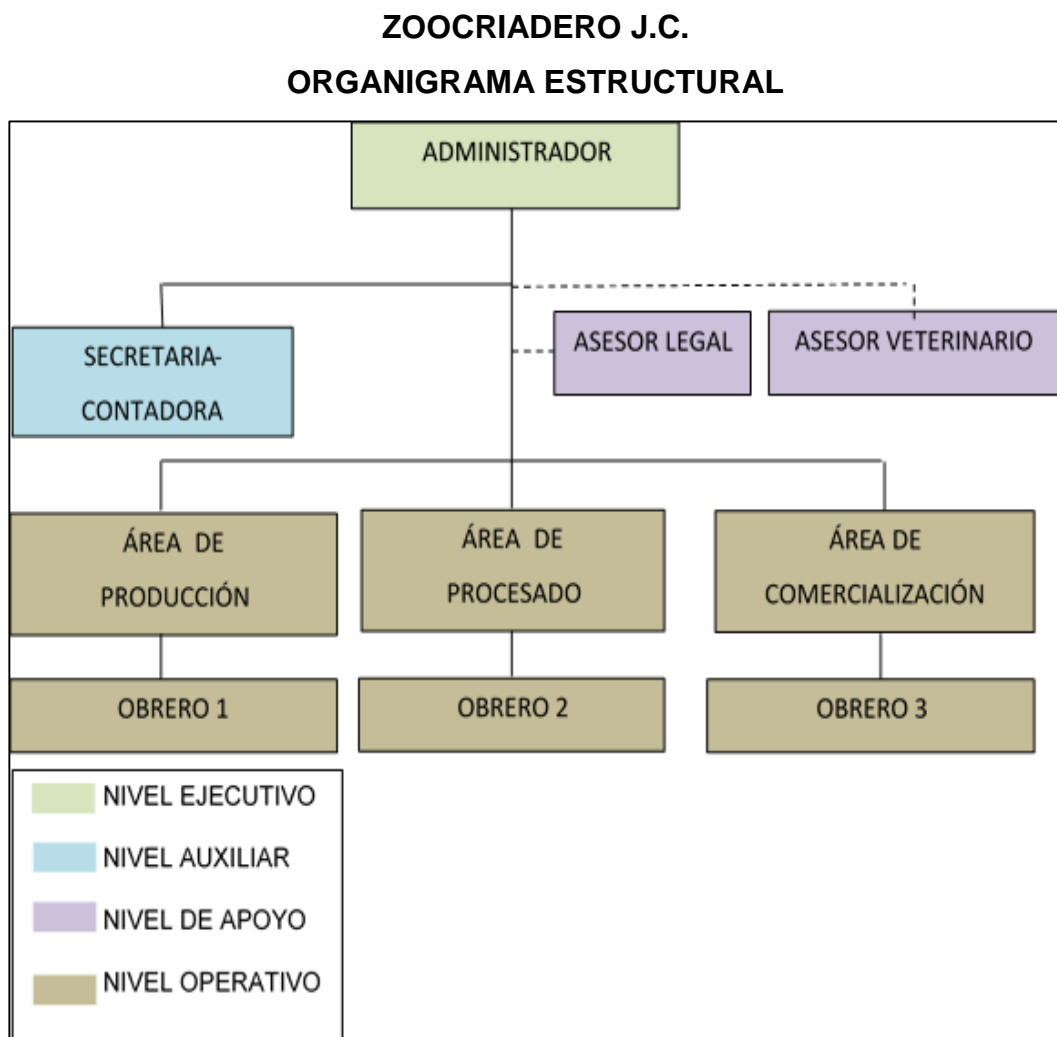 ZOOCRIADERO J.C.
ORGANIGRAMA ESTRUCTURAL
ADMINISTRADOR
SECRETARIA-
CONTADORA
ASESOR LEGAL
ASESOR VETERINARIO
ÁREA DE
PRODUCCIÓN
ÁREA DE
PROCESADO
ÁREA DE
COMERCIALIZACIÓN
OBRERO 1
OBRERO 2
OBRERO 3
NIVEL EJECUTIVO
NIVEL AUXILIAR
NIVEL DE APOYO
NIVEL OPERATIVO